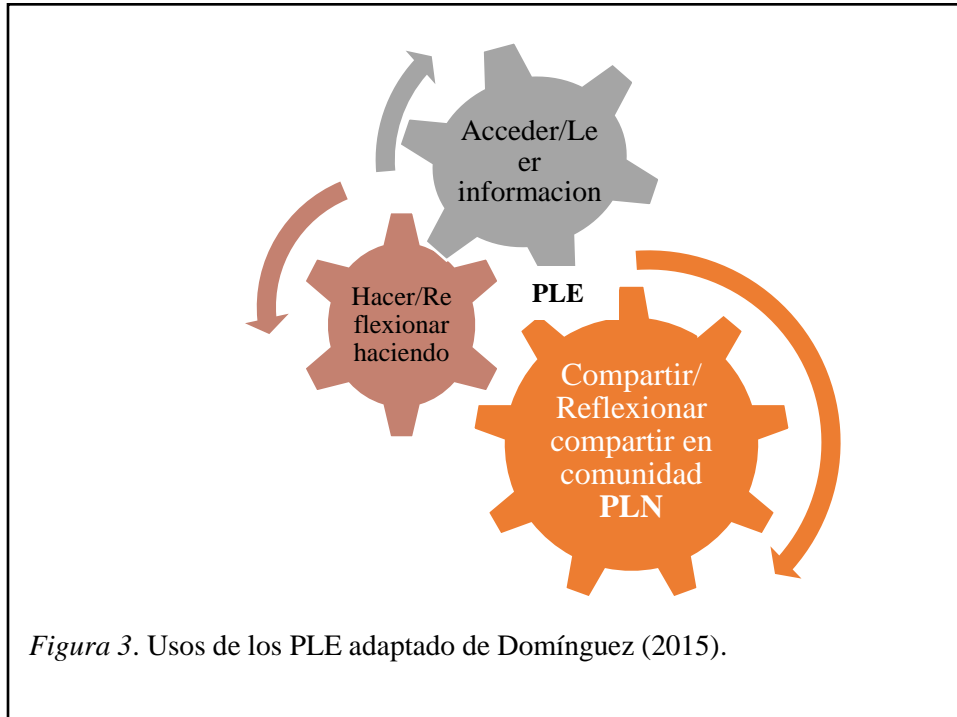 Acceder/Le
er
informacion
Hacer/Re
flexionar
haciendo
PLE
Compartir/
Reflexionar
compartir en
comunidad
PLN
Figura 3. Usos de los PLE adaptado de Domínguez (2015).